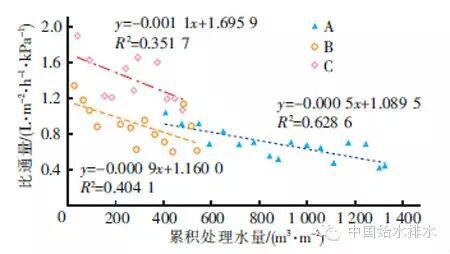 y=-0.001 1x+1.695 9
R²=0.351 7
A
B
C
y=-0.000 5x+1.089 5
R²=0.628 6
y=-0.000 9x+1.160 0
R²=0.404 1
比通量/(L·m⁻²·h⁻¹·kPa⁻¹)
2.0
1.6
1.2
0.8
0.4
0 200 400 600 800 1 000 1 200 1 400
累积处理水量/(m³·m⁻²)
中国给水排水